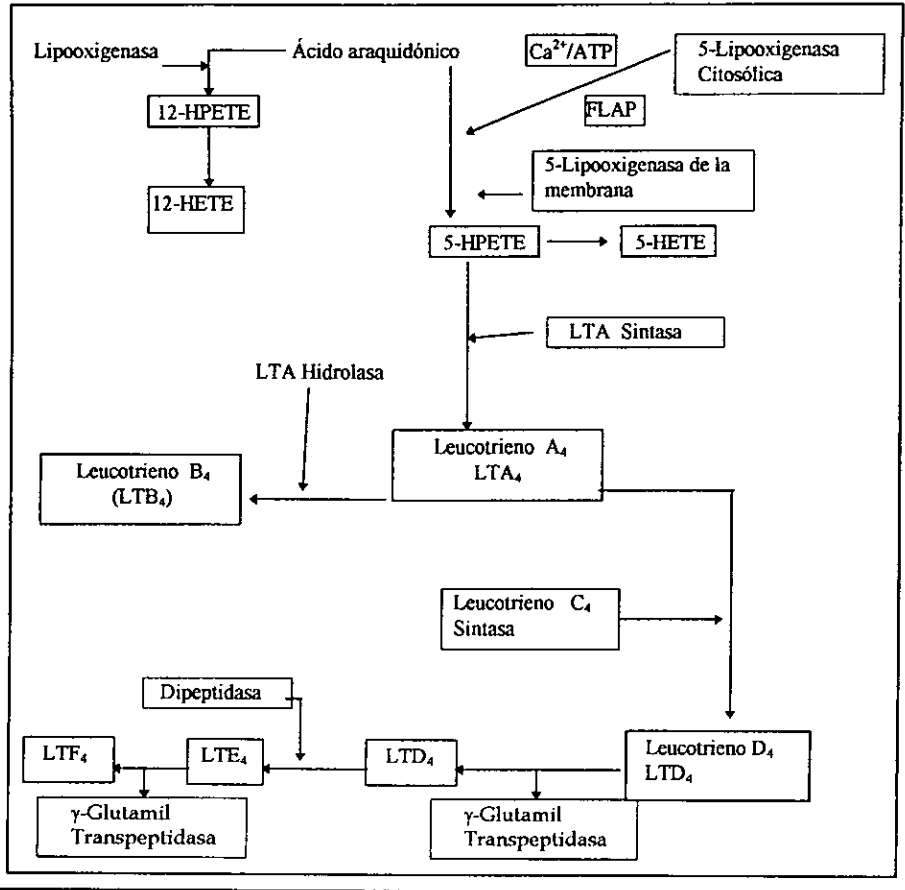 Lipooxigenasa
Ácido araquidónico
Ca²⁺/ATP
5-Lipooxigenasa
Citosólica
12-HPETE
FLAP
5-Lipooxigenasa de la
membrana
12-HETE
5-HPETE
5-HETE
LTA Sintasa
LTA Hidrolasa
Leucotrieno A₄
LTA₄
Leucotrieno B₄
(LTB₄)
Leucotrieno C₄
Sintasa
Dipeptidasa
LTF₄
LTE₄
LTD₄
Leucotrieno D₄
LTD₄
γ-Glutamil
Transpeptidasa
γ-Glutamil
Transpeptidasa